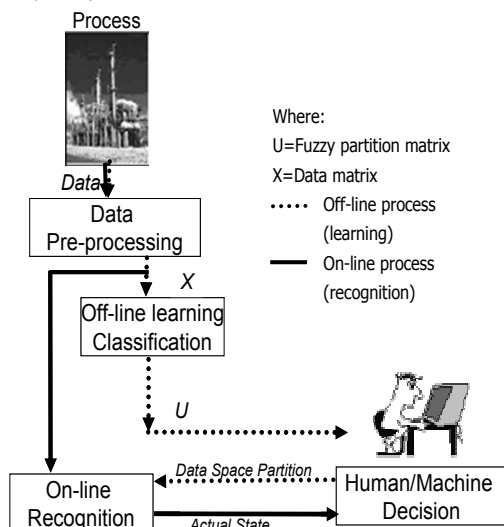 Process
Where:
U=Fuzzy partition matrix
X=Data matrix
Off-line process
(learning)
On-line process
(recognition)
Data
Data
Pre-processing
X
Off-line learning
Classification
U
Data Space Partition
On-line
Recognition
Human/Machine
Decision
Actual State